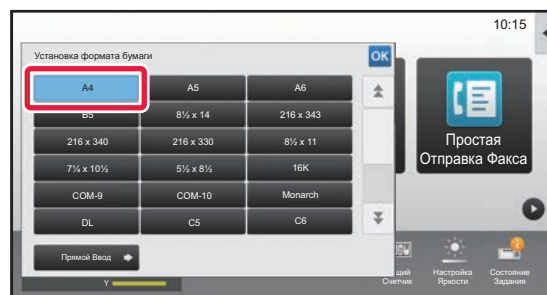 10:15
Установка формата бумаги
OK
A4
A5
A6
B5
8½ x 14
216 x 343
216 x 340
216 x 330
8½ x 11
7¼ x 10½
5½ x 8½
16K
COM-9
COM-10
Monarch
DL
C5
C6
Прямой Ввод
Простая
Отправка Факса
щий
Счетчик
Настройка
Яркости
Состояние
Задания
Y